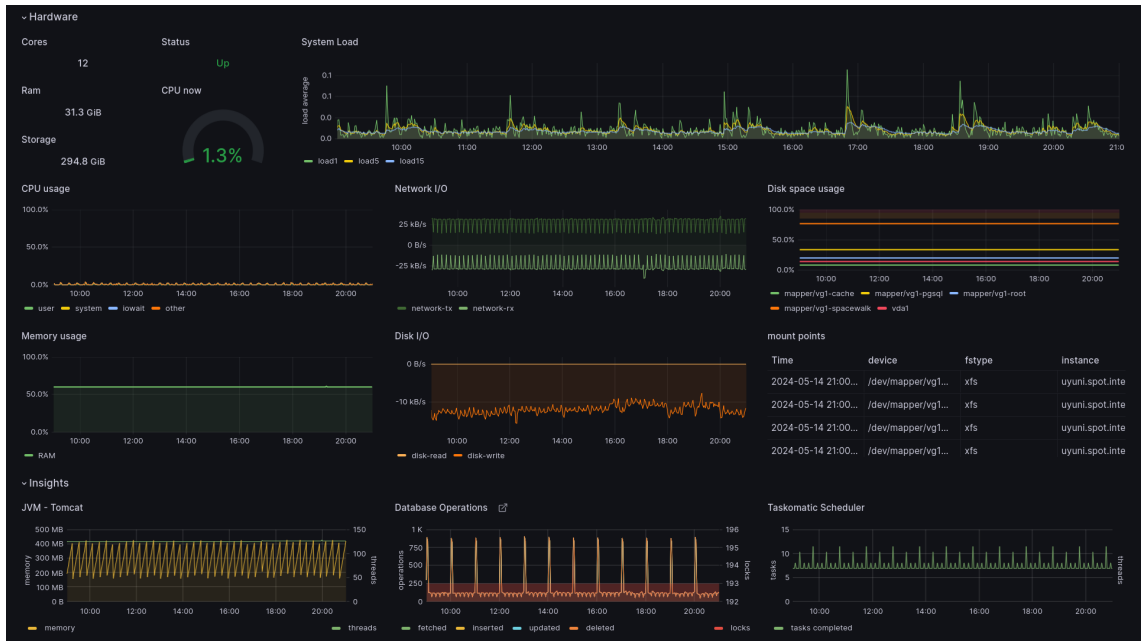 Hardware
Cores
12
Status
Up
System Load
load average
0.1
0.1
0.0
0.0
10:00 11:00 12:00 13:00 14:00 15:00 16:00 17:00 18:00 19:00 20:00 21:0
load1 load5 load15
Ram
31.3 GiB
CPU now
1.3%
Storage
294.8 GiB
CPU usage
100.0%
50.0%
0.0%
10:00 12:00 14:00 16:00 18:00 20:00
user system iowait other
Network I/O
25 kB/s
0 B/s
-25 kB/s
10:00 12:00 14:00 16:00 18:00 20:00
network-tx network-rx
Disk space usage
100.0%
50.0%
0.0%
10:00 12:00 14:00 16:00 18:00 20:00
mapper/vg1-cache mapper/vg1-pgsql mapper/vg1-root
mapper/vg1-spacewalk vda1
Memory usage
100.0%
50.0%
0.0%
10:00 12:00 14:00 16:00 18:00 20:00
RAM
Disk I/O
0 B/s
-10 kB/s
10:00 12:00 14:00 16:00 18:00 20:00
disk-read disk-write
mount points
Time device fstype instance
2024-05-14 21:00... /dev/mapper/vg1... xfs uyuni.spot.inte
2024-05-14 21:00... /dev/mapper/vg1... xfs uyuni.spot.inte
2024-05-14 21:00... /dev/mapper/vg1... xfs uyuni.spot.inte
2024-05-14 21:00... /dev/mapper/vg1... xfs uyuni.spot.inte
Insights
JVM - Tomcat
memory
500 MB
400 MB
300 MB
200 MB
100 MB
0 B
150
100
50
0
threads
10:00 12:00 14:00 16:00 18:00 20:00
memory threads
Database Operations
operations
1 K
750
500
250
0
196
195
194
193
192
locks
10:00 12:00 14:00 16:00 18:00 20:00
fetched inserted updated deleted locks
Taskomatic Scheduler
tasks
15
10
5
0
threads
10:00 12:00 14:00 16:00 18:00 20:00
tasks completed